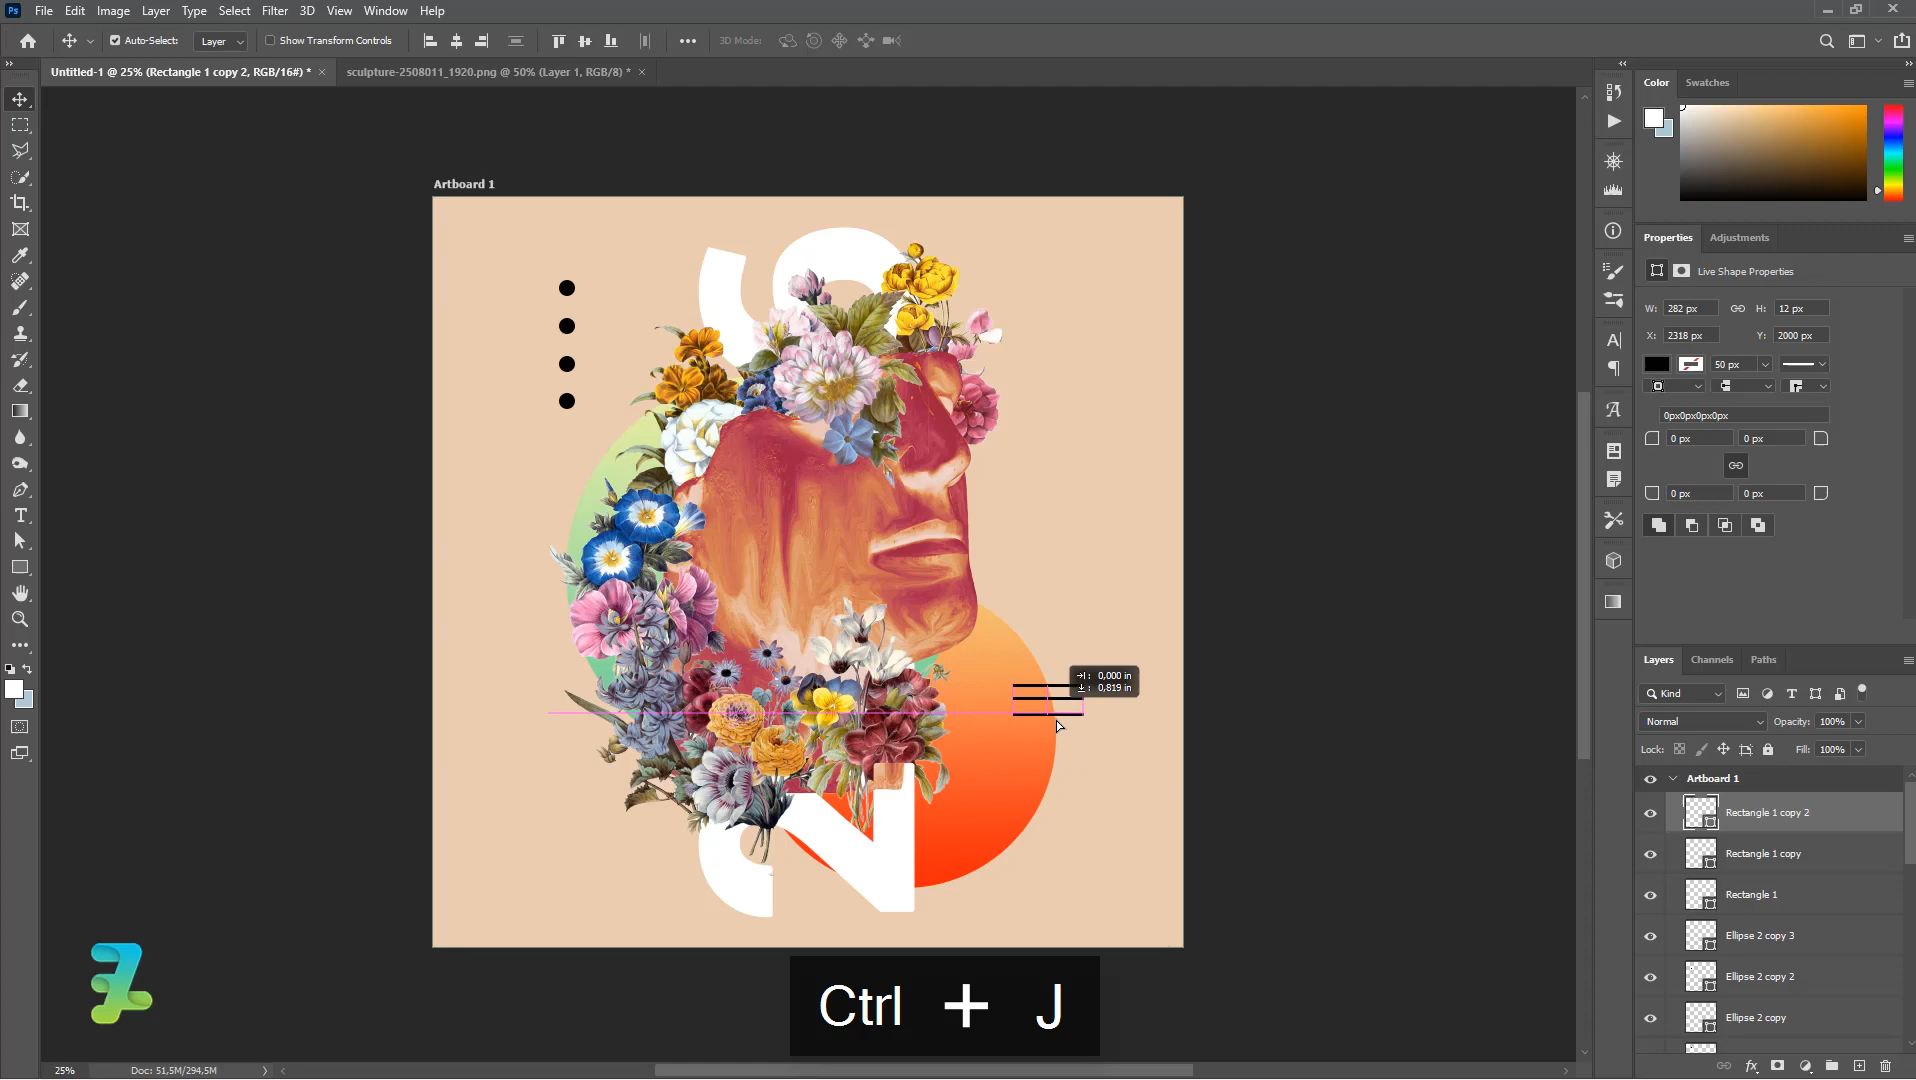 Ps File Edit Image Layer Type Select Filter 3D View Window Help
Auto-Select: Layer Show Transform Controls 3D Mode:
Untitled-1 @ 25% (Rectangle 1 copy 2, RGB/16#) * × sculpture-2508011_1920.png @ 50% (Layer 1, RGB/8) * ×
Color Swatches
Artboard 1
Properties Adjustments
Live Shape Properties
W: 282 px H: 12 px
X: 2318 px Y: 2000 px
50 px
0px0px0px0px
0 px 0 px
0 px 0 px
0,000 in
0,819 in
Layers Channels Paths
Kind
Normal Opacity: 100%
Lock: Fill: 100%
Artboard 1
Rectangle 1 copy 2
Rectangle 1 copy
Rectangle 1
Ellipse 2 copy 3
Ellipse 2 copy 2
Ellipse 2 copy
Ctrl + J
25% Doc: 51,5M/294,5M